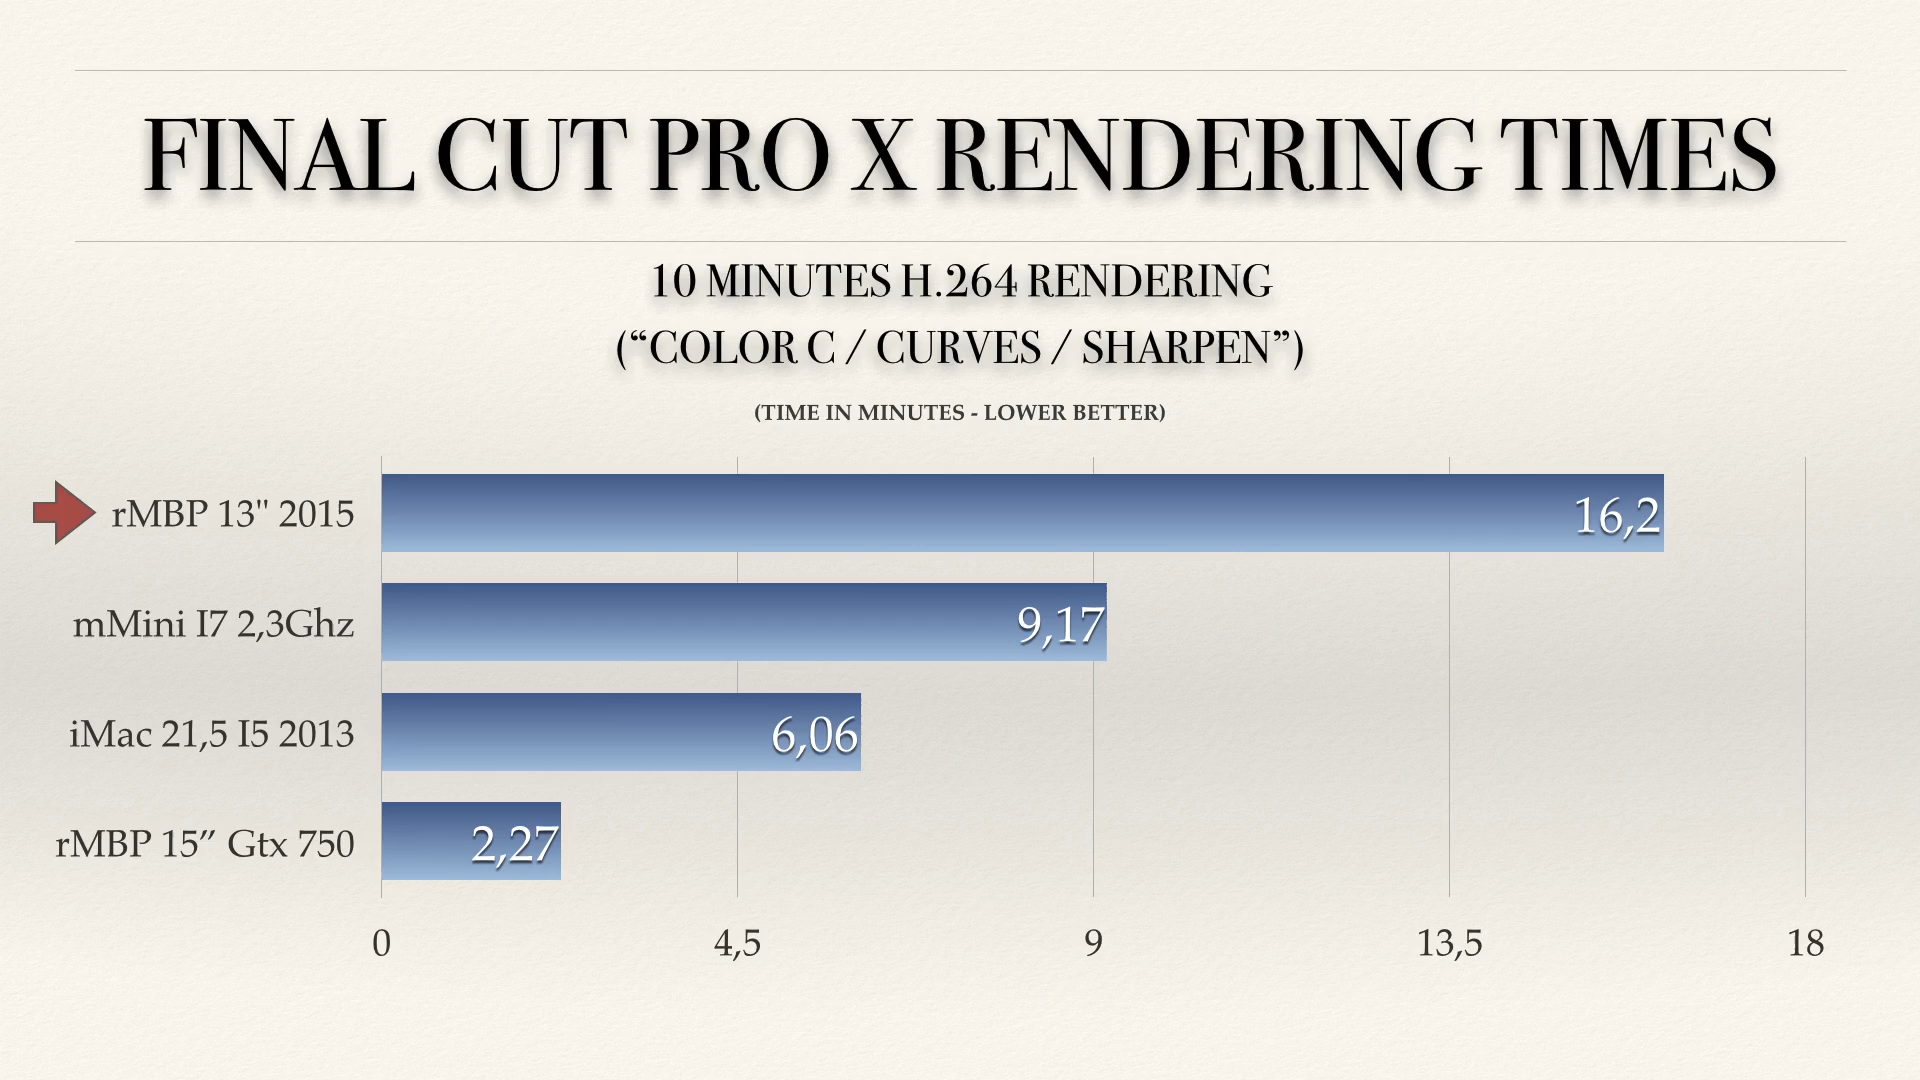 FINAL CUT PRO X RENDERING TIMES
10 MINUTES H.264 RENDERING
(“COLOR C / CURVES / SHARPEN”)
(TIME IN MINUTES - LOWER BETTER)
rMBP 13" 2015 16,2
mMini I7 2,3Ghz 9,17
iMac 21,5 I5 2013 6,06
rMBP 15” Gtx 750 2,27
0 4,5 9 13,5 18